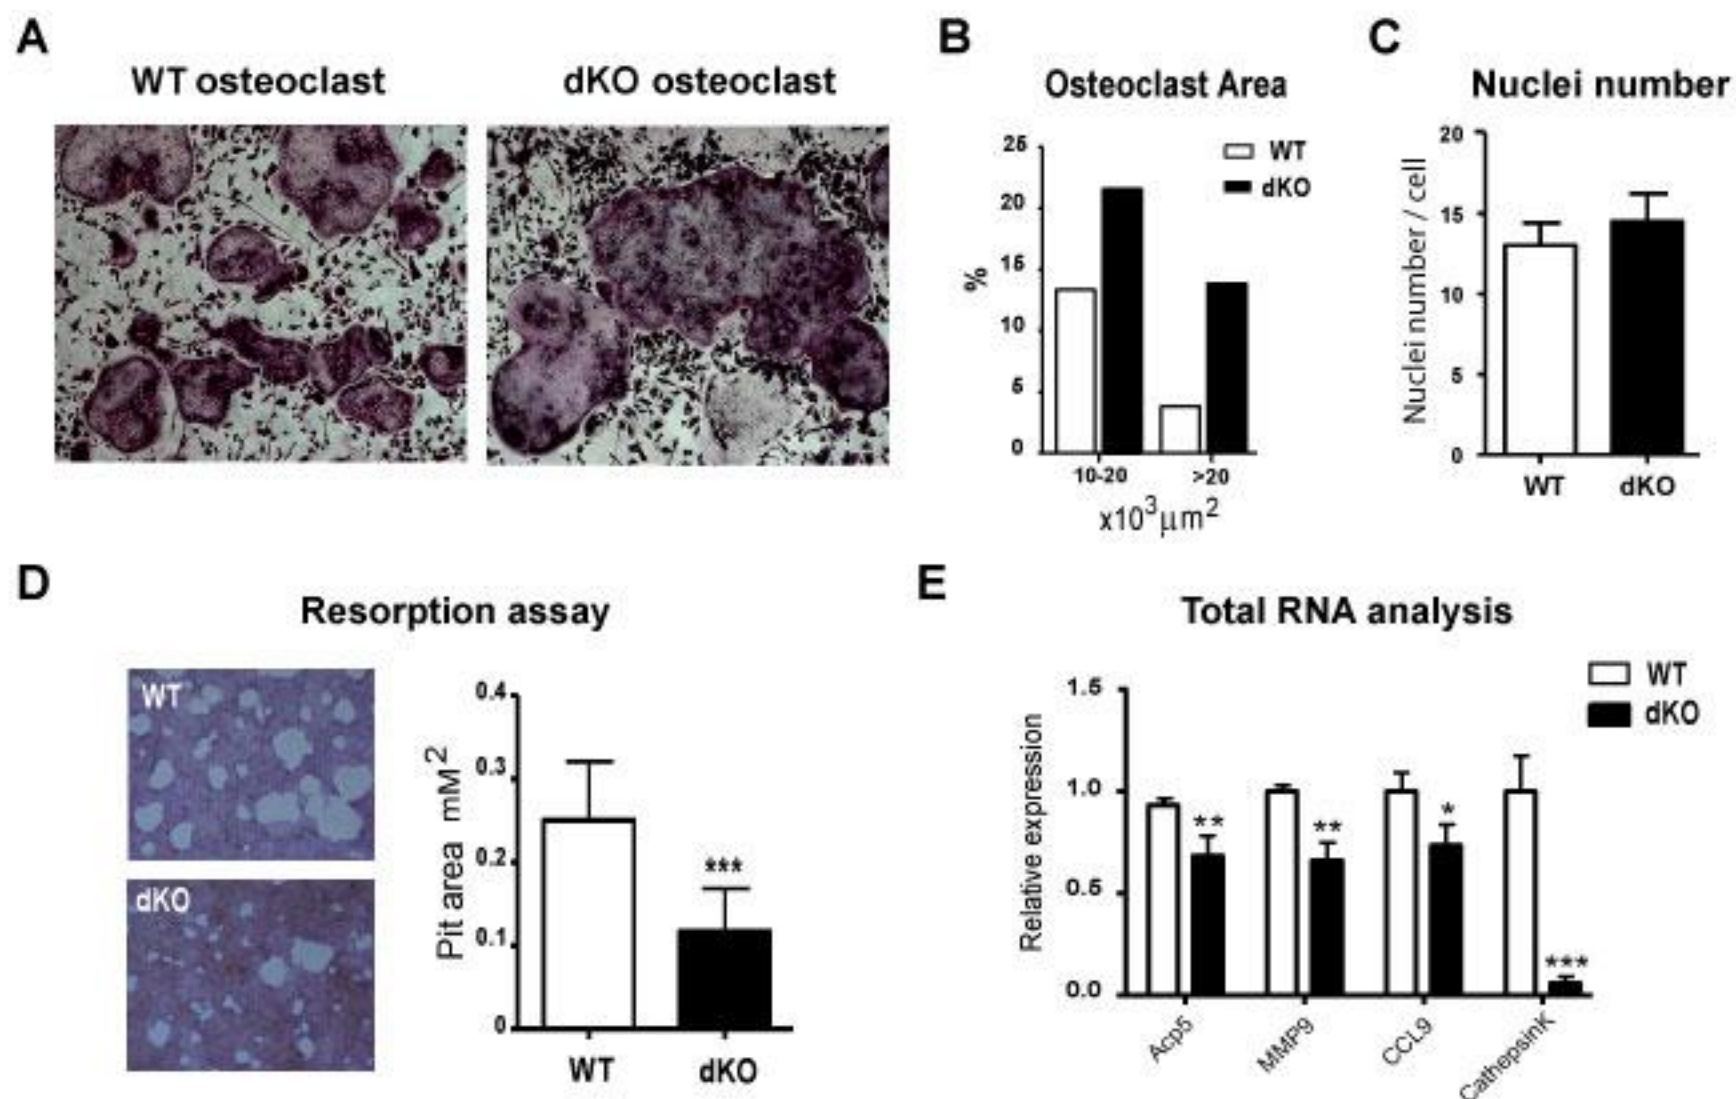 A
WT osteoclast
dKO osteoclast
B
Osteoclast Area
25
20
15
10
5
0
%
WT
dKO
10-20
>20
x10³µm²
C
Nuclei number
20
15
10
5
0
Nuclei number / cell
WT
dKO
D
Resorption assay
WT
dKO
0.4
0.3
0.2
0.1
0
Pit area mM²
***
WT
dKO
E
Total RNA analysis
WT
dKO
1.5
1.0
0.5
0.0
Relative expression
**
**
*
***
Acp5
MMP9
CCL9
CathepsinK